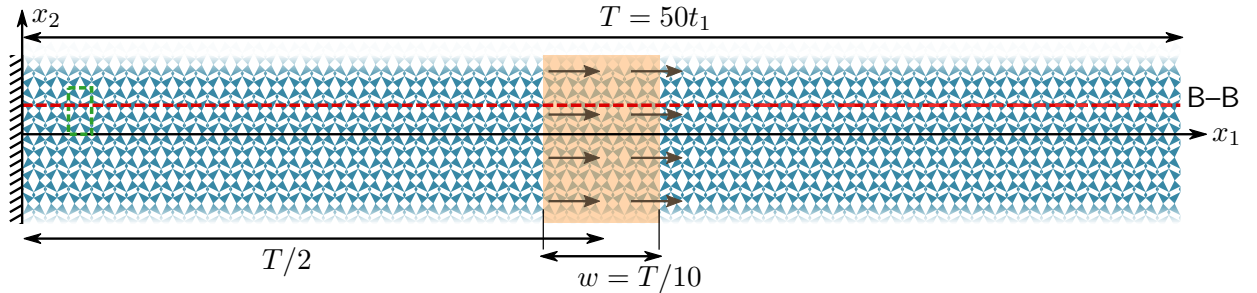 x₂
T = 50t₁
B–B
x₁
T/2
w = T/10